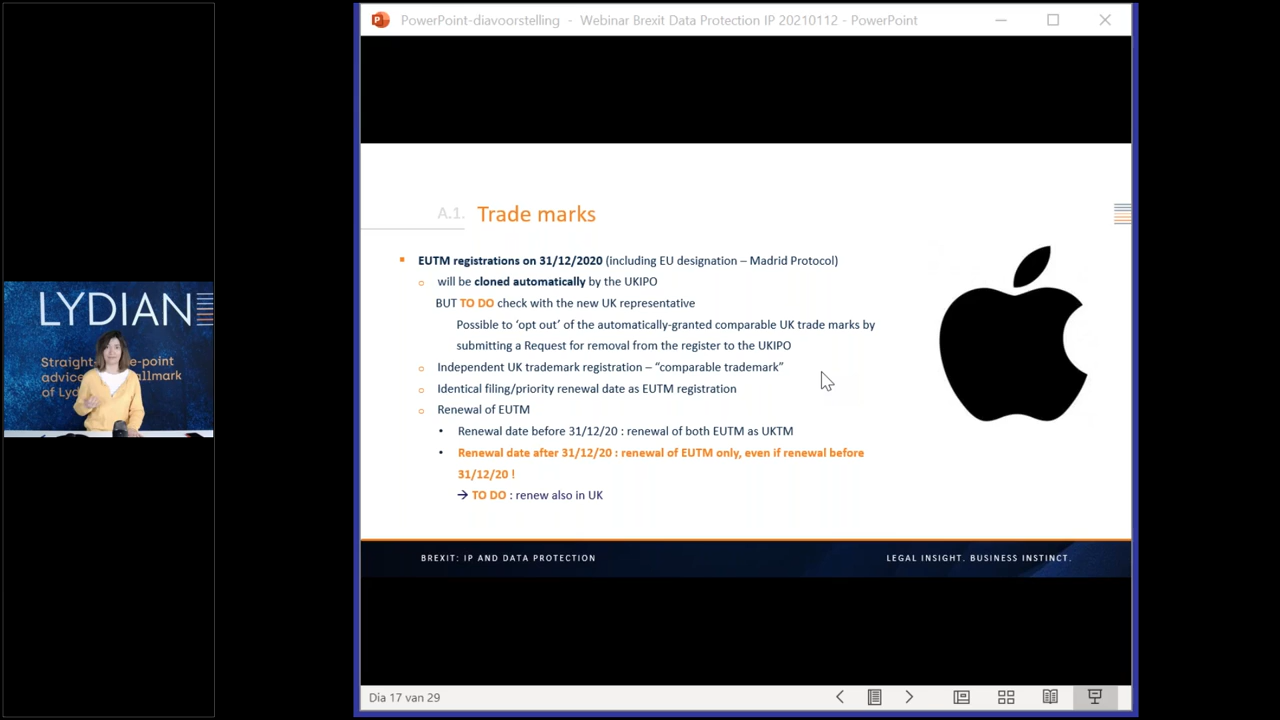 PowerPoint-diavoorstelling - Webinar Brexit Data Protection IP 20210112 - PowerPoint
A.1. Trade marks
EUTM registrations on 31/12/2020 (including EU designation – Madrid Protocol)
will be cloned automatically by the UKIPO
BUT TO DO check with the new UK representative
Possible to ‘opt out’ of the automatically-granted comparable UK trade marks by
submitting a Request for removal from the register to the UKIPO
Independent UK trademark registration – “comparable trademark”
Identical filing/priority renewal date as EUTM registration
Renewal of EUTM
Renewal date before 31/12/20 : renewal of both EUTM as UKTM
Renewal date after 31/12/20 : renewal of EUTM only, even if renewal before
31/12/20 !
→ TO DO : renew also in UK
BREXIT: IP AND DATA PROTECTION
LEGAL INSIGHT. BUSINESS INSTINCT.
Dia 17 van 29
LYDIAN
Straight- e-point
advice allmark
of Lyd